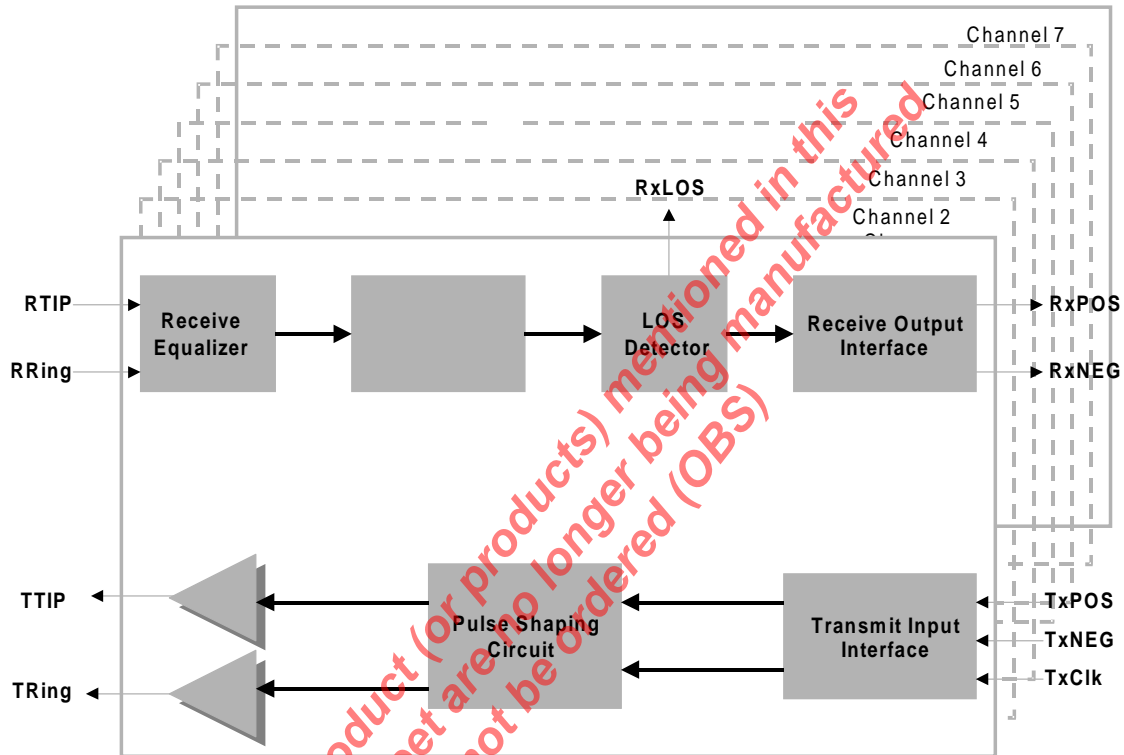 Channel 7
Channel 6
Channel 5
Channel 4
Channel 3
Channel 2
RxLOS
RTIP
RRing
Receive
Equalizer
LOS
Detector
Receive Output
Interface
RxPOS
RxNEG
TTIP
TRing
Pulse Shaping
Circuit
Transmit Input
Interface
TxPOS
TxNEG
TxClk
product (or products) mentioned in this
are no longer being manufactured
not be ordered (OBS)